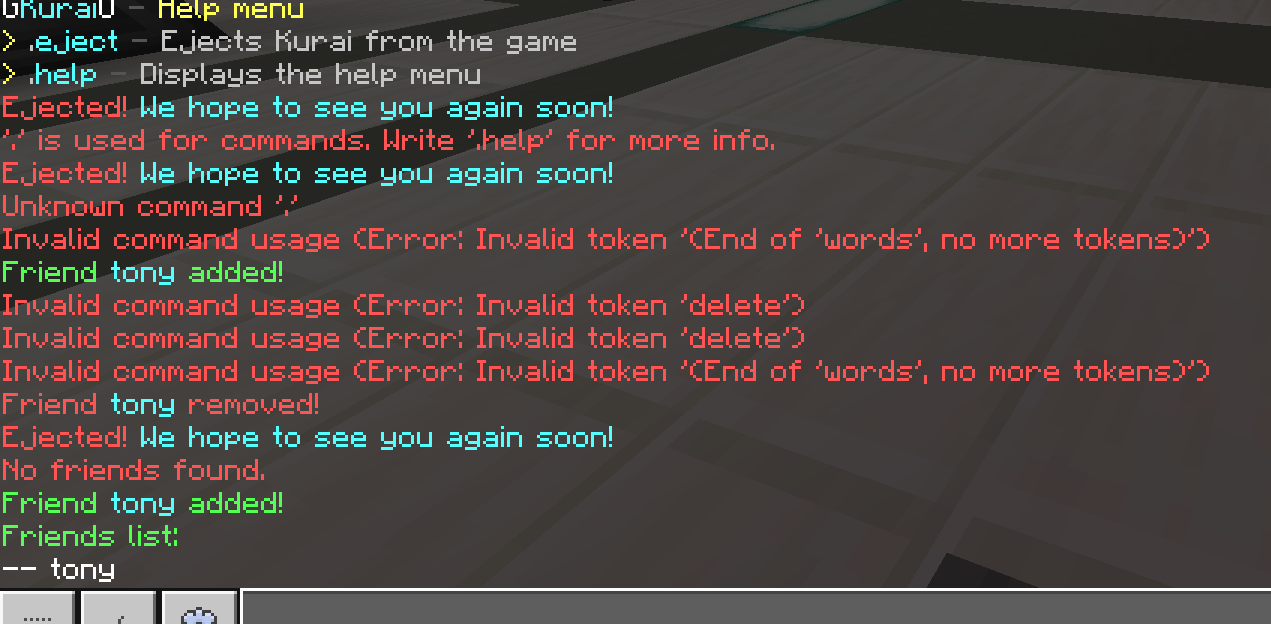 GKuraiU - Help menu
> .eject - Ejects Kurai from the game
> .help - Displays the help menu
Ejected! We hope to see you again soon!
'.' is used for commands. Write '.help' for more info.
Ejected! We hope to see you again soon!
Unknown command '.'
Invalid command usage (Error: Invalid token '(End of 'words', no more tokens)')
Friend tony added!
Invalid command usage (Error: Invalid token 'delete')
Invalid command usage (Error: Invalid token 'delete')
Invalid command usage (Error: Invalid token '(End of 'words', no more tokens)')
Friend tony removed!
Ejected! We hope to see you again soon!
No friends found.
Friend tony added!
Friends list:
-- tony